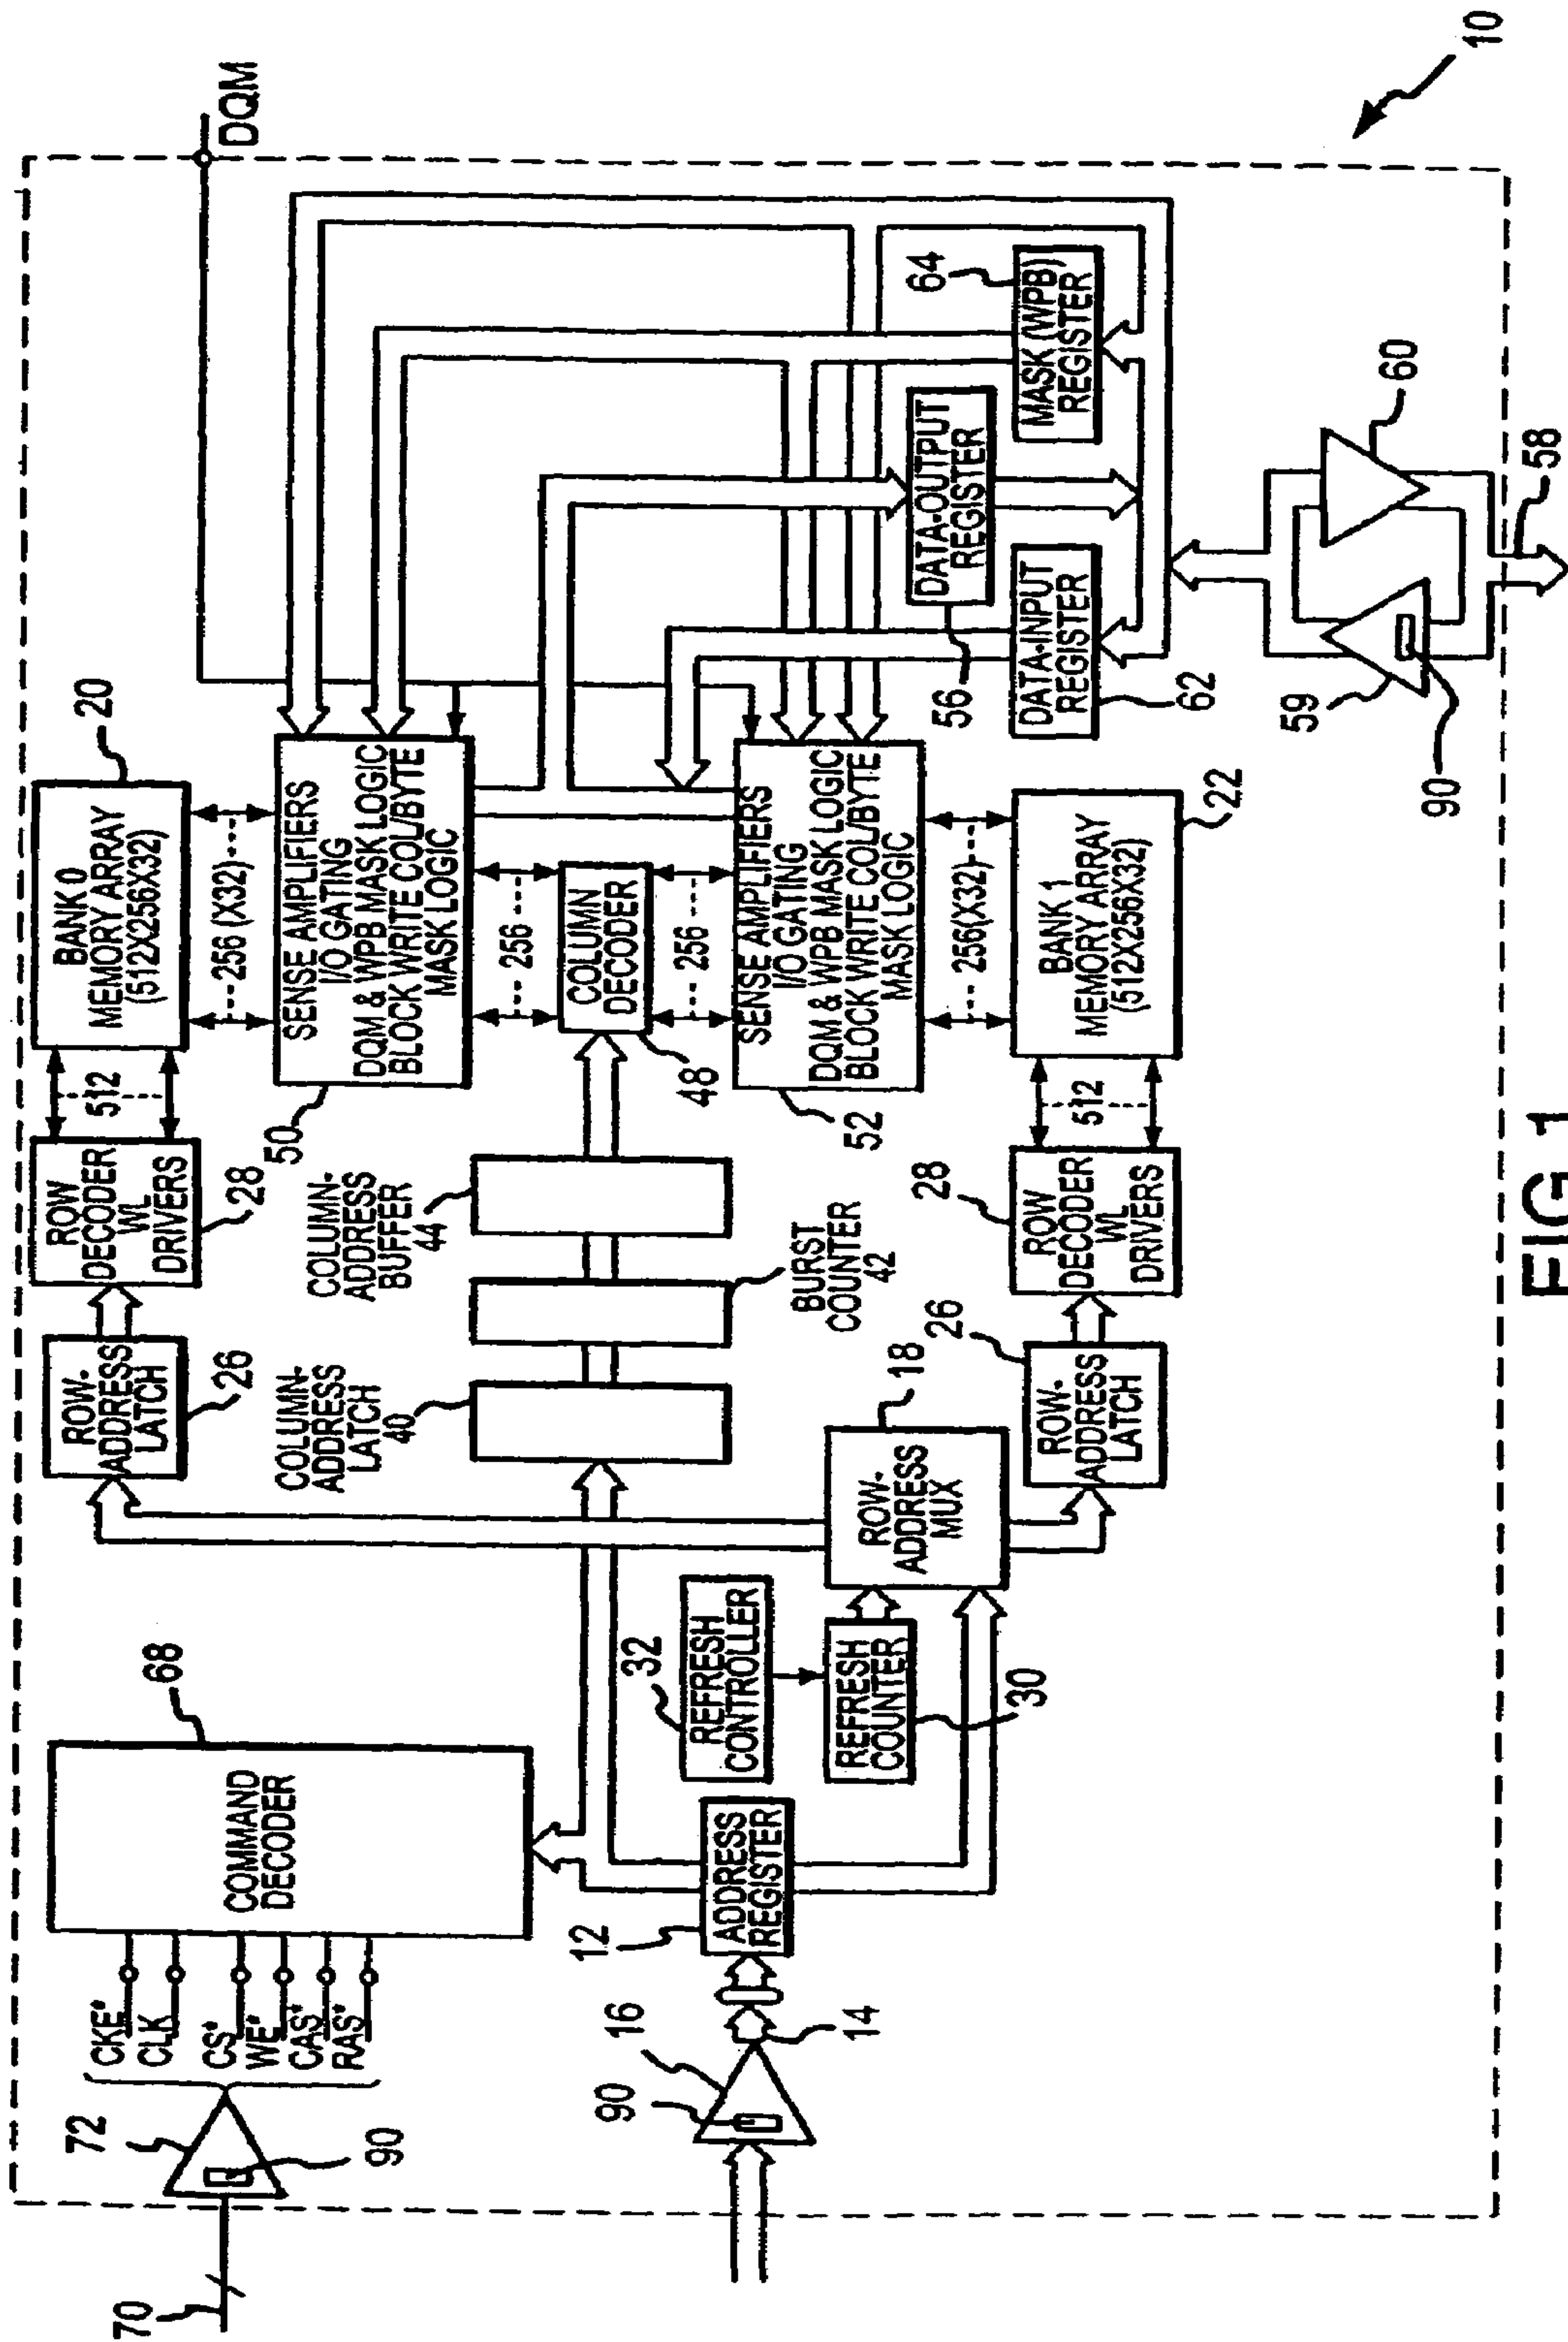 70
72
90
CKE*
CLK
CS*
WE*
CAS*
RAS*
COMMAND
DECODER
68
ROW-
ADDRESS
LATCH
26
ROW
DECODER
WL
DRIVERS
28
512
BANK 0
MEMORY ARRAY
(512X256X32)
20
256 (X32)
SENSE AMPLIFIERS
I/O GATING
DQM & WPB MASK LOGIC
BLOCK WRITE COL/BYTE
MASK LOGIC
50
DQM
COLUMN-
ADDRESS
LATCH
40
COLUMN-
ADDRESS
BUFFER
44
BURST
COUNTER
42
256
COLUMN
DECODER
48
256
SENSE AMPLIFIERS
I/O GATING
DQM & WPB MASK LOGIC
BLOCK WRITE COL/BYTE
MASK LOGIC
52
90
16
14
12
ADDRESS
REGISTER
32
REFRESH
CONTROLLER
REFRESH
COUNTER
30
ROW-
ADDRESS
MUX
18
26
ROW-
ADDRESS
LATCH
28
ROW
DECODER
WL
DRIVERS
512
256(X32)
BANK 1
MEMORY ARRAY
(512X256X32)
22
DATA-OUTPUT
REGISTER
56
DATA-INPUT
REGISTER
62
MASK (WPB)
REGISTER
64
59
90
60
58
10
FIG 1